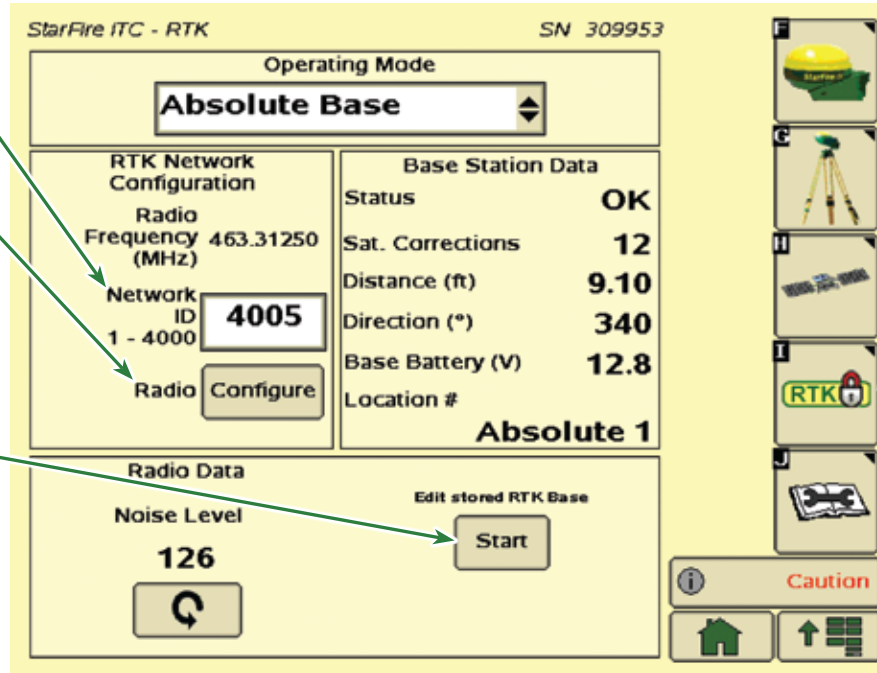 StarFire iTC - RTK
SN 309953
Operating Mode
Absolute Base
RTK Network
Configuration
Radio
Frequency 463.31250
(MHz)
Network
ID
1 - 4000
4005
Radio Configure
Base Station Data
Status OK
Sat. Corrections 12
Distance (ft) 9.10
Direction (°) 340
Base Battery (V) 12.8
Location #
Absolute 1
Radio Data
Noise Level
126
Edit stored RTK Base
Start
F
G
H
I
RTK
J
Caution